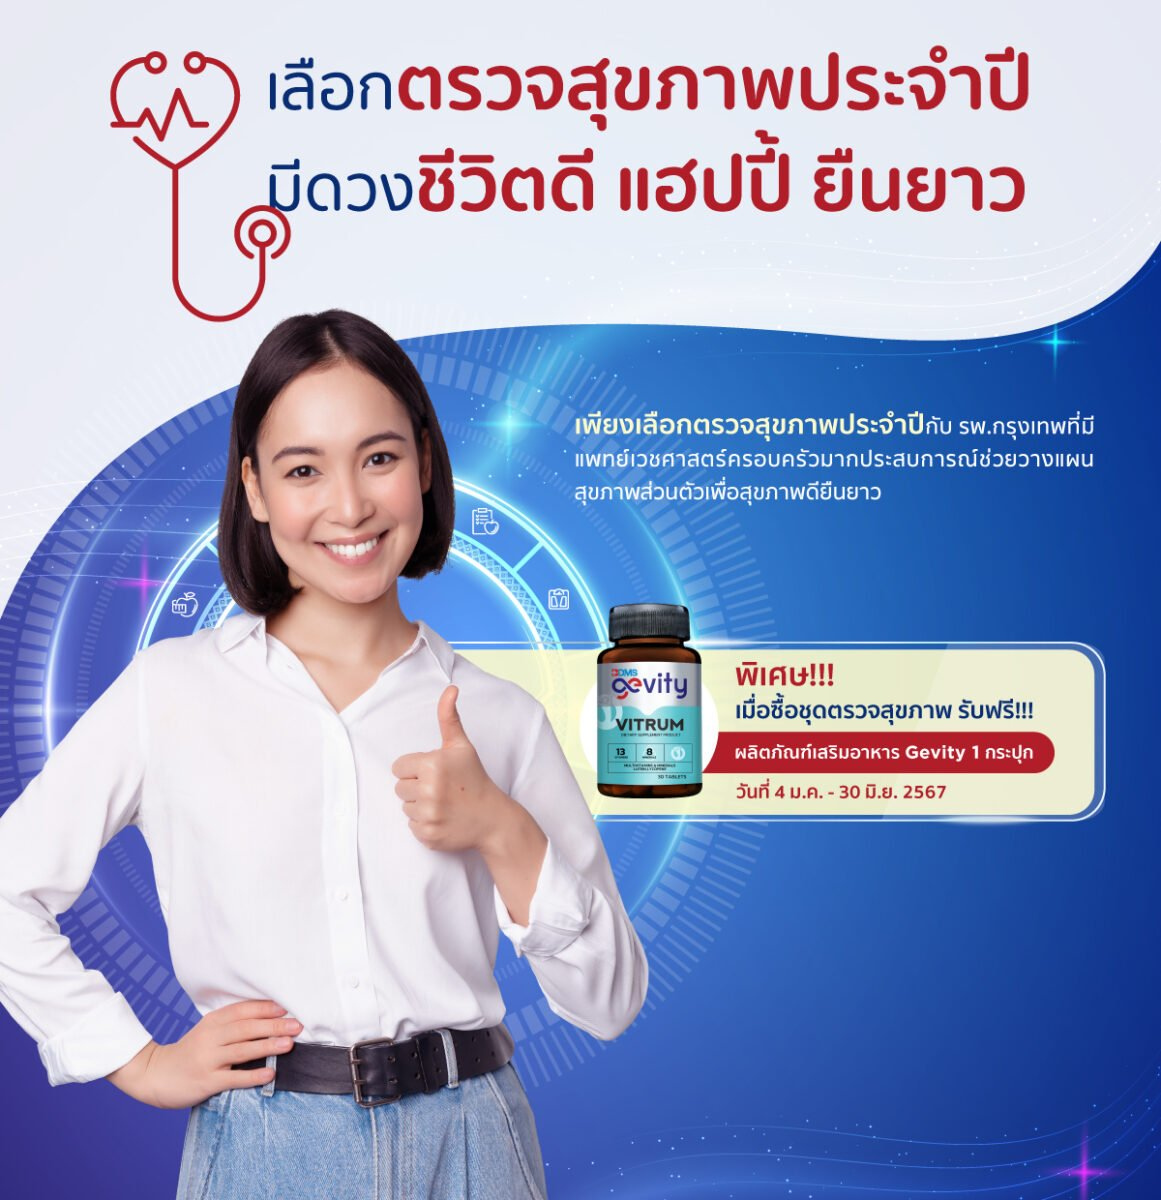 เลือกตรวจสุขภาพประจำปี
มีดวงชีวิตดี แฮปปี้ ยืนยาว
เพียงเลือกตรวจสุขภาพประจำปีกับ รพ.กรุงเทพที่มี
แพทย์เวชศาสตร์ครอบครัวมากประสบการณ์ช่วยวางแผน
สุขภาพส่วนตัวเพื่อสุขภาพดียืนยาว
พิเศษ!!!
เมื่อซื้อชุดตรวจสุขภาพ รับฟรี!!!
ผลิตภัณฑ์เสริมอาหาร Gevity 1 กระปุก
วันที่ 4 ม.ค. - 30 มิ.ย. 2567
BDMS
gevity
VITRUM
DIETARY SUPPLEMENT PRODUCT
13 8
VITAMINS MINERALS
MULTIVITAMINS & MINERALS
30 TABLETS